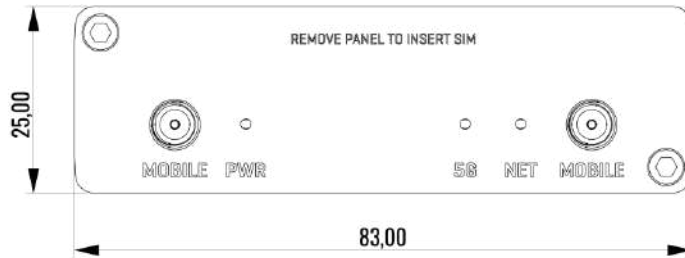 REMOVE PANEL TO INSERT SIM
25,00
MOBILE PWR 5G NET MOBILE
83,00